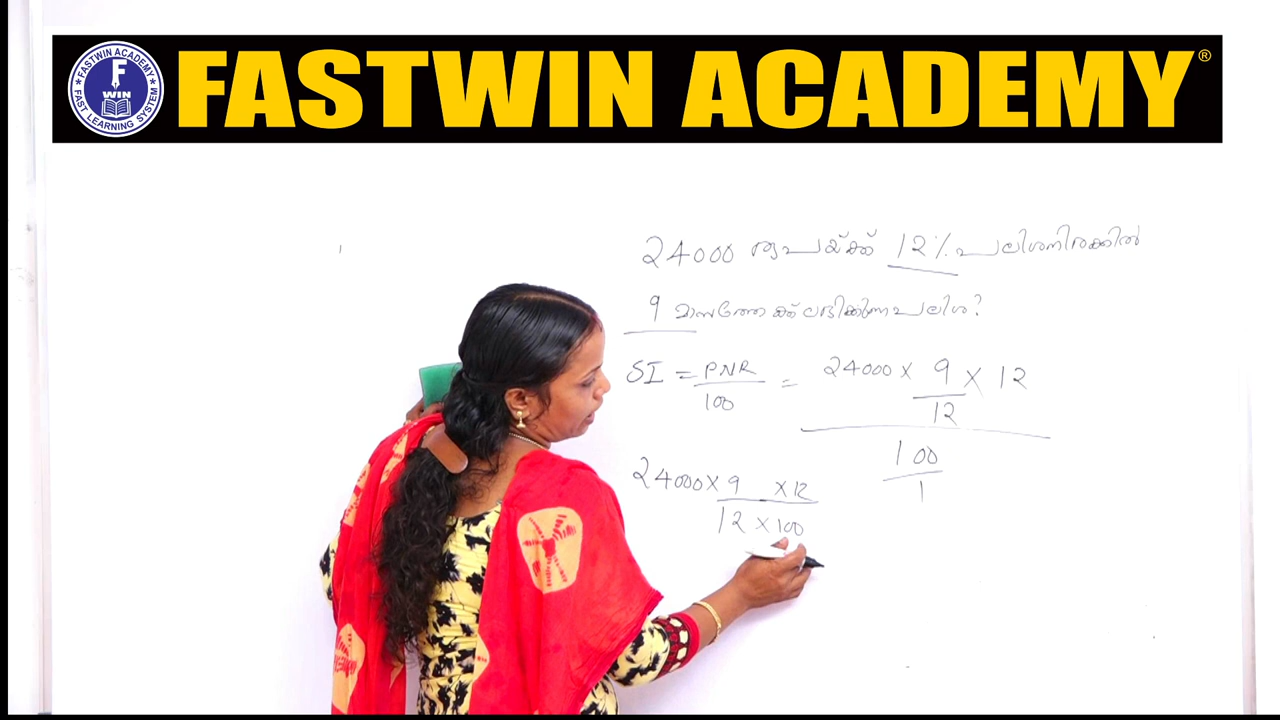 FASTWIN ACADEMY®
FASTWIN ACADEMY
F
WIN
FAST LEARNING SYSTEM
24000 രൂപയ്ക്ക് 12% പലിശനിരക്കിൽ
9 മാസത്തേക്ക് ലഭിക്കുന്ന പലിശ?
SI = PNR/100 = 24000 × 9/12 × 12
100/1
24000 × 9 × 12
12 × 100